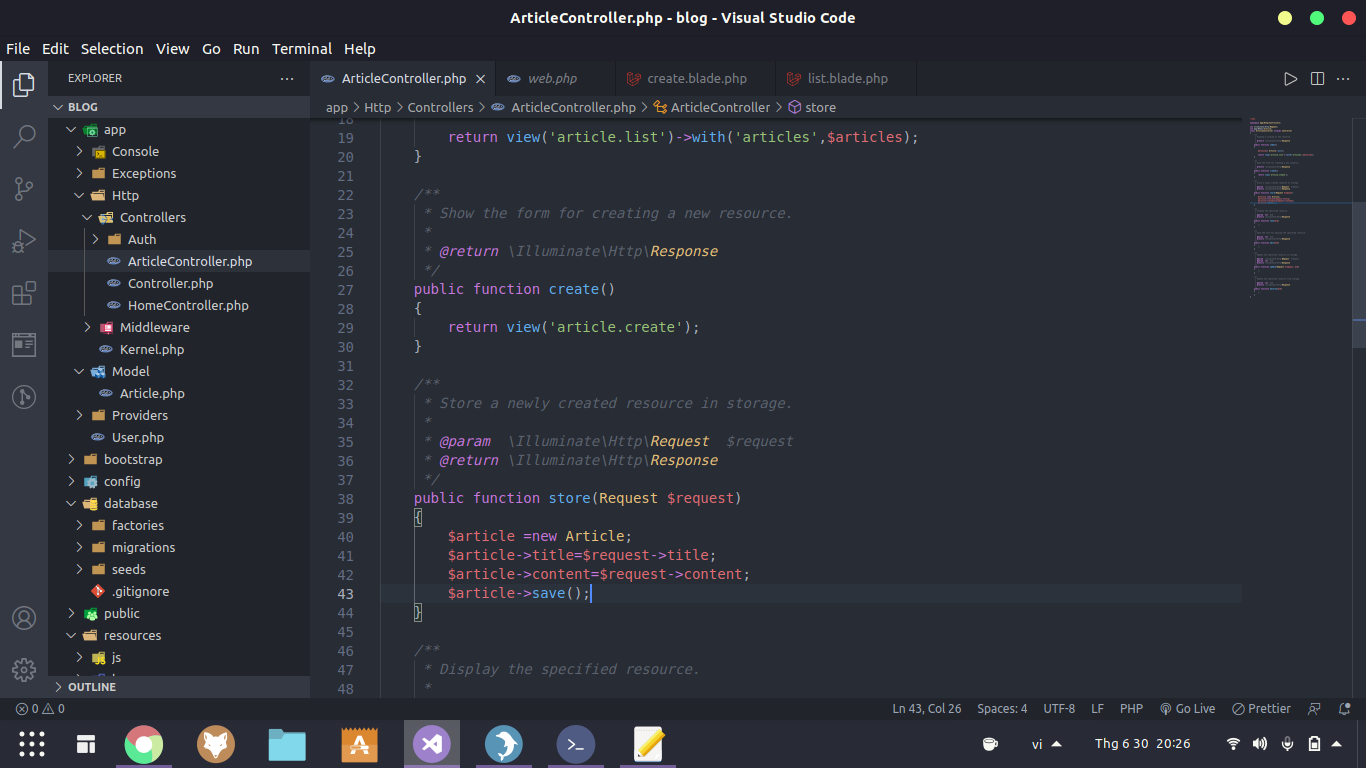 ArticleController.php - blog - Visual Studio Code
File Edit Selection View Go Run Terminal Help
EXPLORER
BLOG
app
Console
Exceptions
Http
Controllers
Auth
ArticleController.php
Controller.php
HomeController.php
Middleware
Kernel.php
Model
Article.php
Providers
User.php
bootstrap
config
database
factories
migrations
seeds
.gitignore
public
resources
js
OUTLINE
ArticleController.php web.php create.blade.php list.blade.php
app > Http > Controllers > ArticleController.php > ArticleController > store
18
19 return view('article.list')->with('articles',$articles);
20 }
21
22 /**
23 * Show the form for creating a new resource.
24 *
25 * @return \Illuminate\Http\Response
26 */
27 public function create()
28 {
29 return view('article.create');
30 }
31
32 /**
33 * Store a newly created resource in storage.
34 *
35 * @param  \Illuminate\Http\Request  $request
36 * @return \Illuminate\Http\Response
37 */
38 public function store(Request $request)
39 {
40 $article =new Article;
41 $article->title=$request->title;
42 $article->content=$request->content;
43 $article->save();
44 }
45
46 /**
47 * Display the specified resource.
48 *
0 0 Ln 43, Col 26 Spaces: 4 UTF-8 LF PHP Go Live Prettier
vi Thg 6 30 20:26